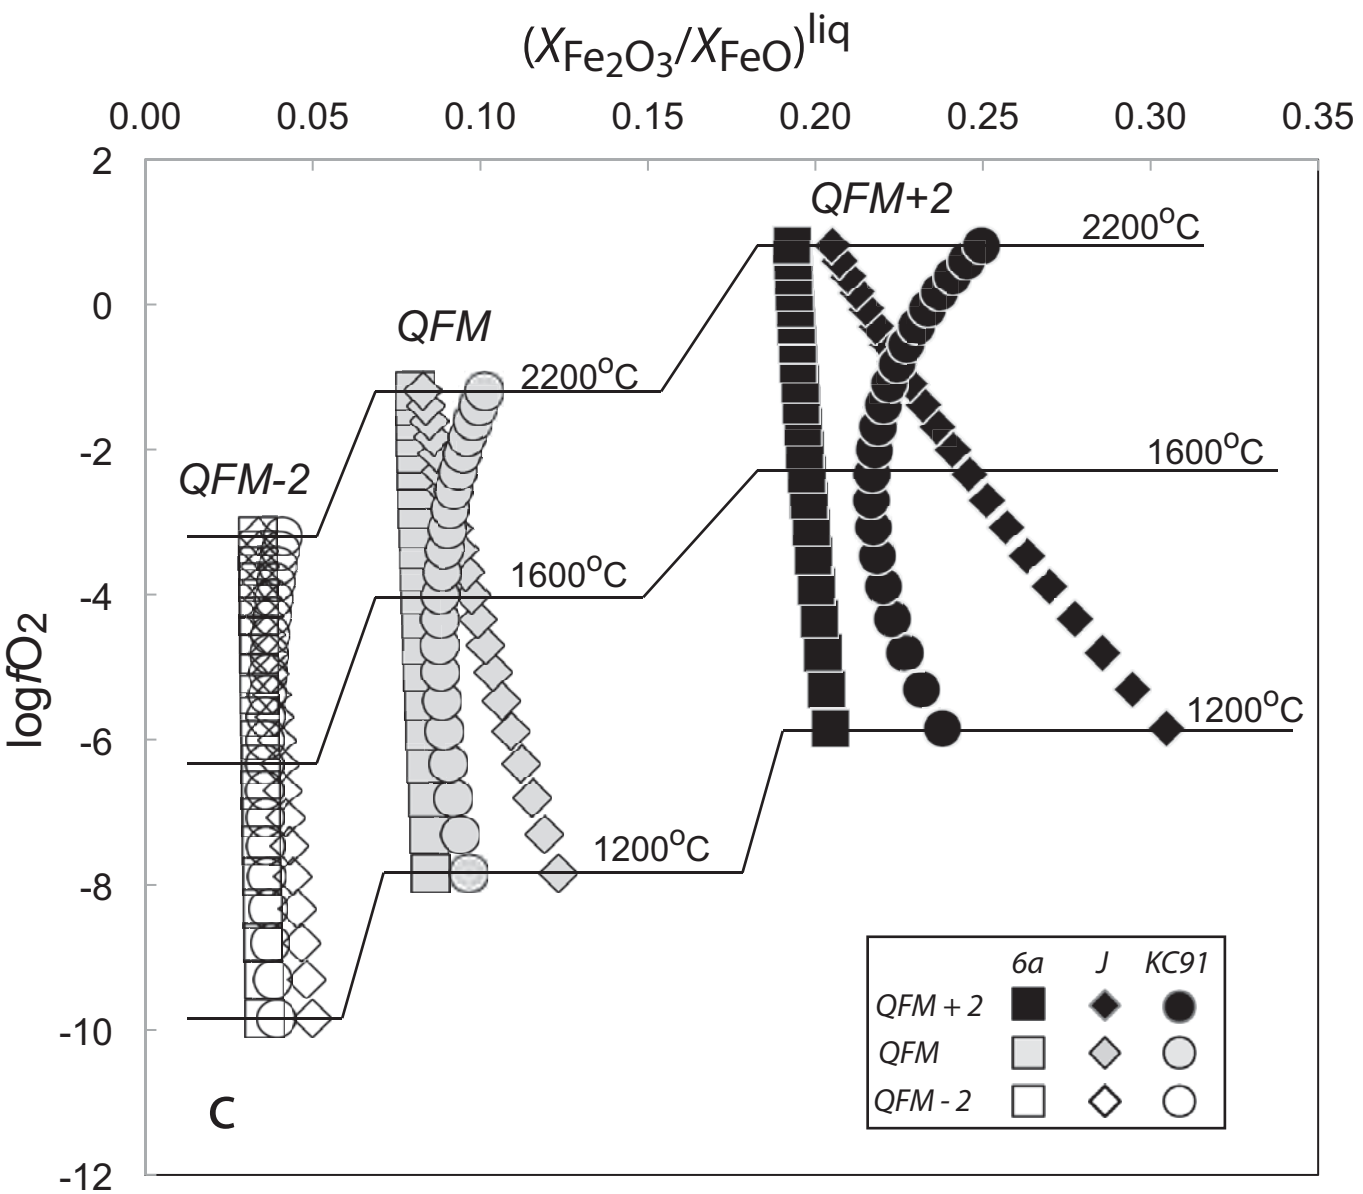 (XFe2O3/XFeO)liq
0.00 0.05 0.10 0.15 0.20 0.25 0.30 0.35
2
0
-2
-4
-6
-8
-10
-12
logfO2
QFM+2
2200oC
QFM
2200oC
1600oC
QFM-2
1600oC
1200oC
1200oC
6a J KC91
QFM + 2
QFM
QFM - 2
C